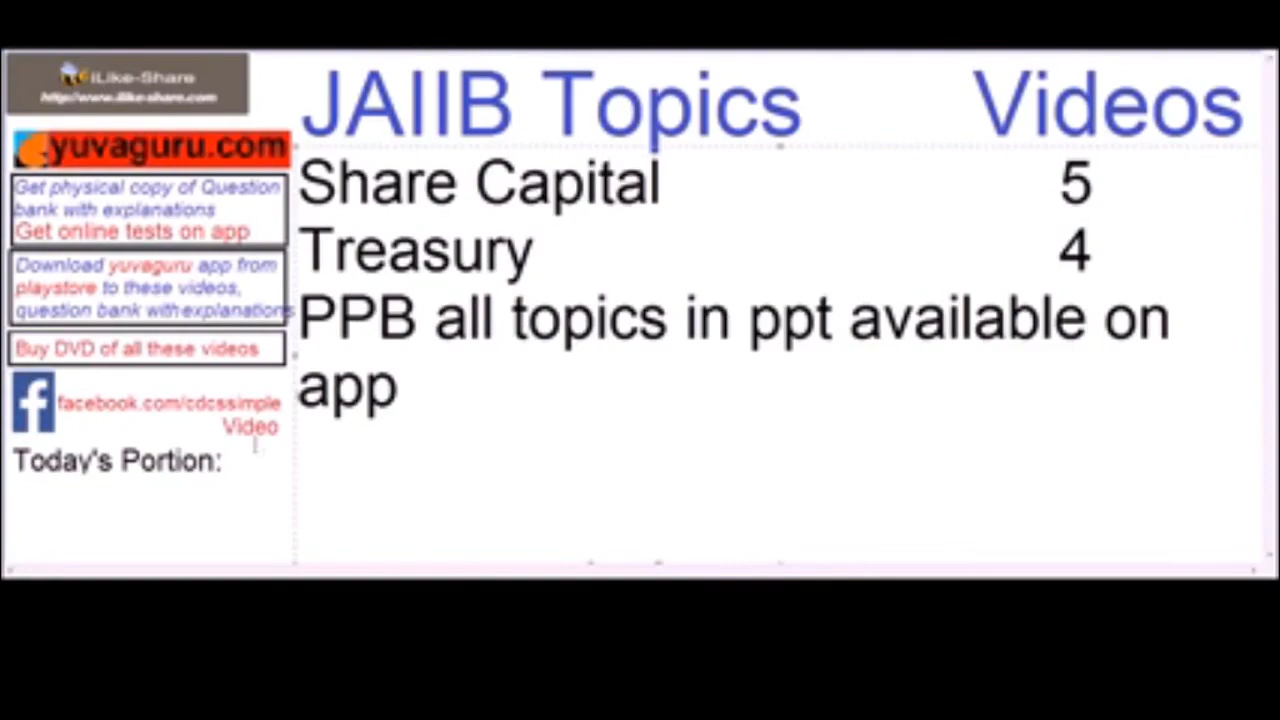 iLike-Share
http://www.ilike-share.com
yuvaguru.com
Get physical copy of Question
bank with explanations
Get online tests on app
Download yuvaguru app from
playstore to these videos,
question bank with explanations
Buy DVD of all these videos
facebook.com/cdcssimple
Video
Today's Portion:
JAIIB Topics Videos
Share Capital 5
Treasury 4
PPB all topics in ppt available on
app